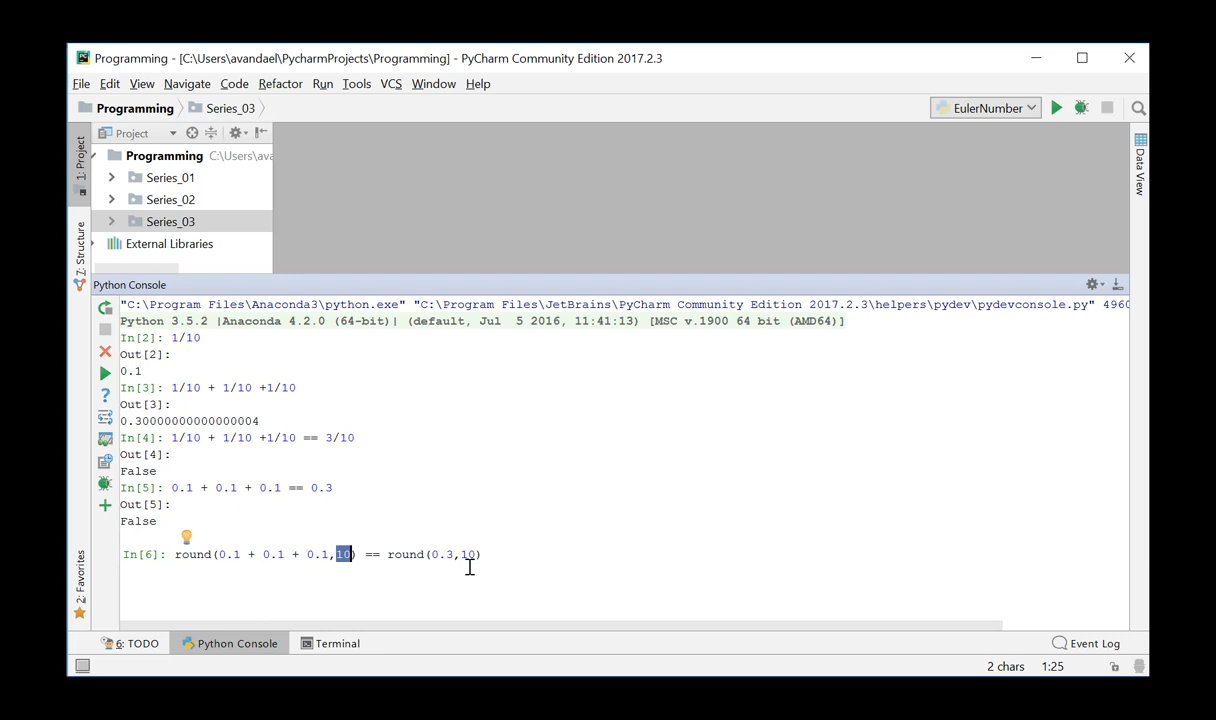 Programming - [C:\Users\avandael\PycharmProjects\Programming] - PyCharm Community Edition 2017.2.3
File Edit View Navigate Code Refactor Run Tools VCS Window Help
Programming Series_03 EulerNumber
1: Project
Project
Programming C:\Users\ava
Series_01
Series_02
Series_03
External Libraries
7: Structure
2: Favorites
Data View
Python Console
"C:\Program Files\Anaconda3\python.exe" "C:\Program Files\JetBrains\PyCharm Community Edition 2017.2.3\helpers\pydev\pydevconsole.py" 4960
Python 3.5.2 |Anaconda 4.2.0 (64-bit)| (default, Jul  5 2016, 11:41:13) [MSC v.1900 64 bit (AMD64)]
In[2]: 1/10
Out[2]:
0.1
In[3]: 1/10 + 1/10 +1/10
Out[3]:
0.30000000000000004
In[4]: 1/10 + 1/10 +1/10 == 3/10
Out[4]:
False
In[5]: 0.1 + 0.1 + 0.1 == 0.3
Out[5]:
False
In[6]: round(0.1 + 0.1 + 0.1,10) == round(0.3,10)
6: TODO Python Console Terminal Event Log
2 chars 1:25